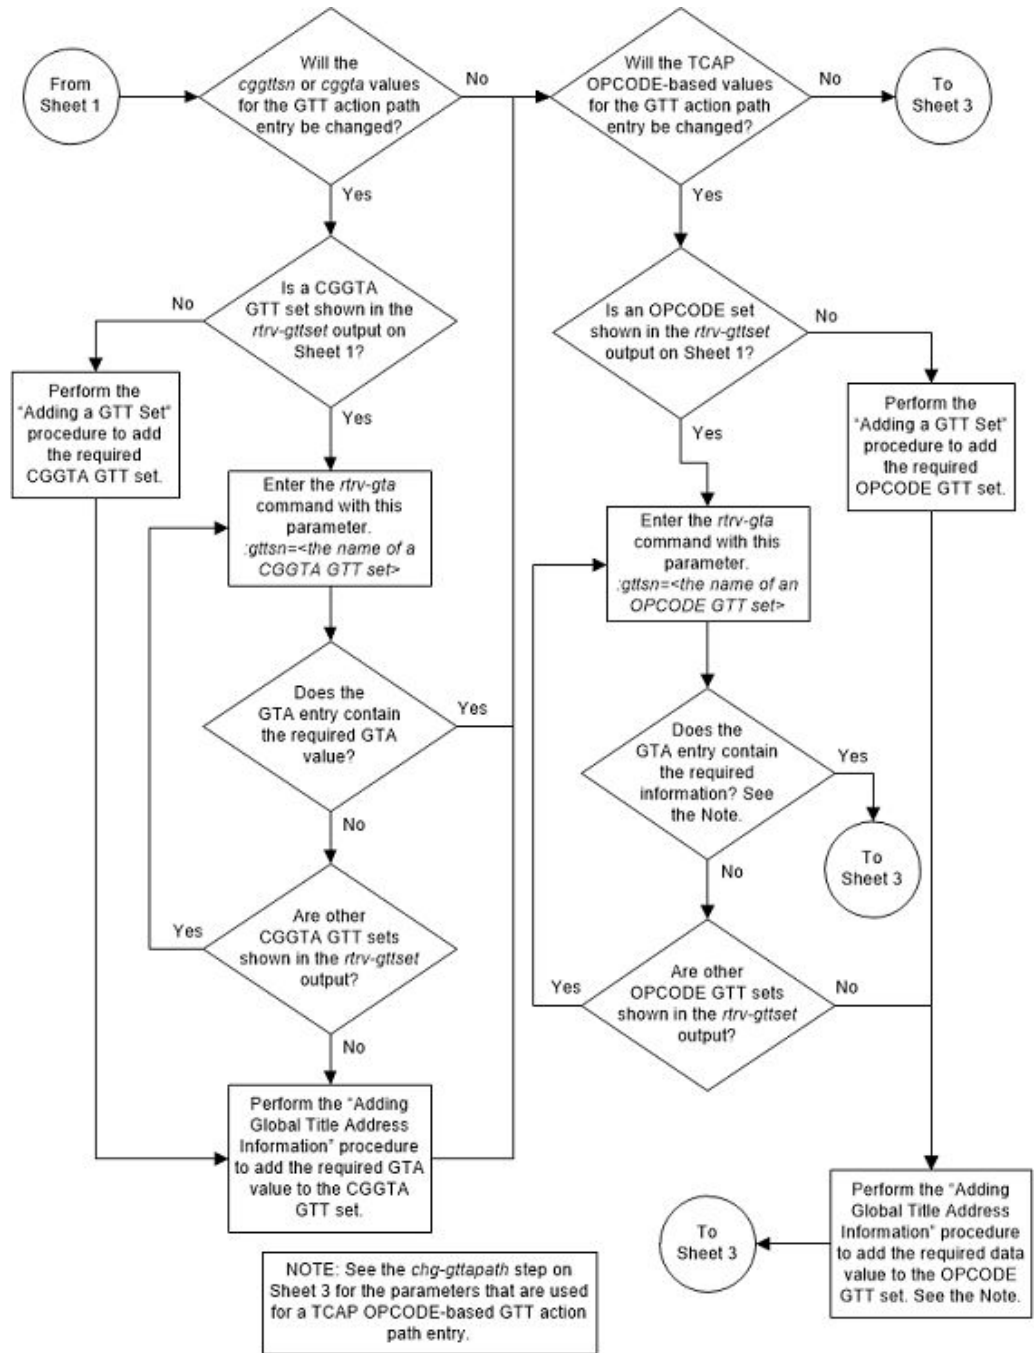 From
Sheet 1
Will the
cggttsn or cggta values
for the GTT action path
entry be changed?
No
Yes
Will the TCAP
OPCODE-based values
for the GTT action path
entry be changed?
No
Yes
To
Sheet 3
Is a CGGTA
GTT set shown in the
rtrv-gttset output on
Sheet 1?
No
Yes
Perform the
“Adding a GTT Set”
procedure to add
the required
CGGTA GTT set.
Enter the rtrv-gta
command with this
parameter.
:gttsn=<the name of a
CGGTA GTT set>
Does the
GTA entry contain
the required GTA
value?
Yes
No
Are other
CGGTA GTT sets
shown in the rtrv-gttset
output?
Yes
No
Perform the “Adding
Global Title Address
Information” procedure
to add the required GTA
value to the CGGTA
GTT set.
Is an OPCODE set
shown in the rtrv-gttset
output on Sheet 1?
No
Yes
Perform the
“Adding a GTT Set”
procedure to add
the required
OPCODE GTT set.
Enter the rtrv-gta
command with this
parameter.
:gttsn=<the name of an
OPCODE GTT set>
Does the
GTA entry contain
the required
information? See
the Note.
Yes
No
To
Sheet 3
Are other
OPCODE GTT sets
shown in the rtrv-gttset
output?
Yes
No
Perform the “Adding
Global Title Address
Information” procedure
to add the required data
value to the OPCODE
GTT set. See the Note.
To
Sheet 3
NOTE: See the chg-gttapath step on
Sheet 3 for the parameters that are used
for a TCAP OPCODE-based GTT action
path entry.